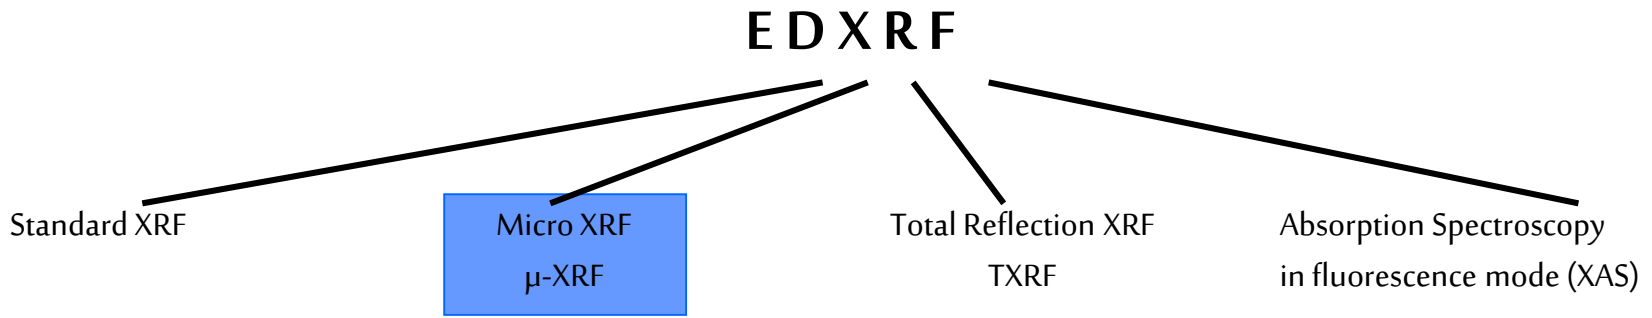 EDXRF
Standard XRF
Micro XRF
µ-XRF
Total Reflection XRF
TXRF
Absorption Spectroscopy
in fluorescence mode (XAS)